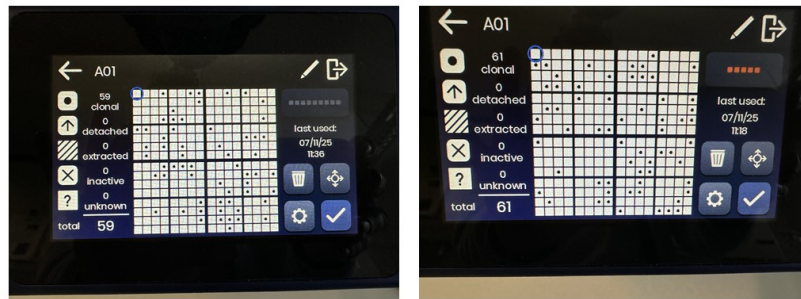 A01
59
clonal
0
detached
0
extracted
0
inactive
?
0
unknown
total 59
last used:
07/11/25
11:36
A01
61
clonal
0
detached
0
extracted
0
inactive
?
0
unknown
total 61
last used:
07/11/25
11:18